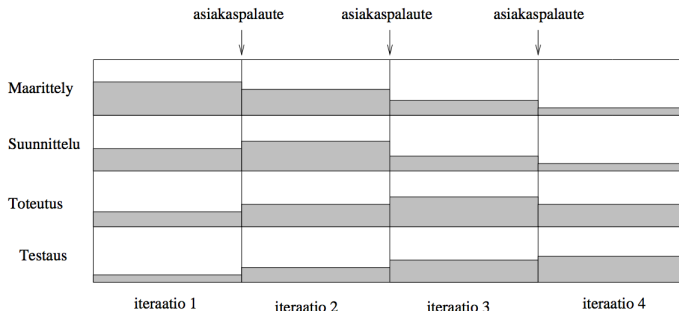 asiakaspalaute asiakaspalaute asiakaspalaute
Maarittely
Suunnittelu
Toteutus
Testaus
iteraatio 1 iteraatio 2 iteraatio 3 iteraatio 4